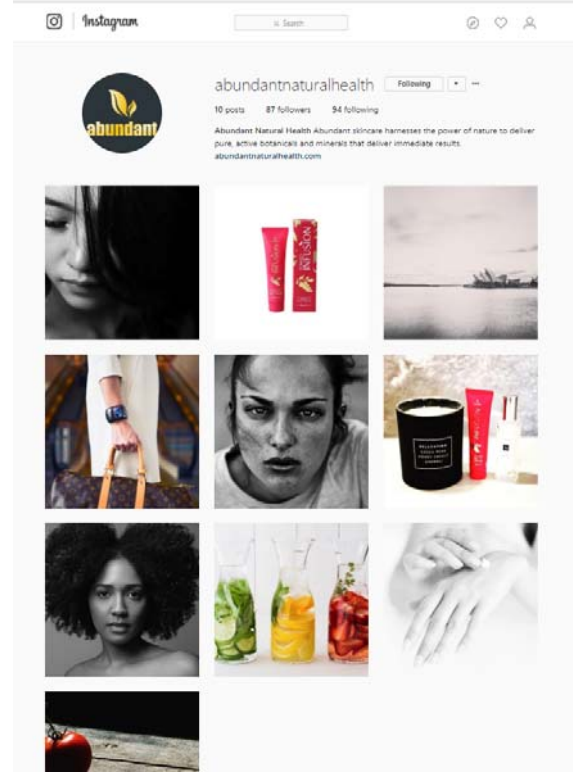 Instagram
Search
abundant
abundantnaturalhealth Following
10 posts 87 followers 94 following
Abundant Natural Health Abundant skincare harnesses the power of nature to deliver
pure, active botanicals and minerals that deliver immediate results.
abundantnaturalhealth.com
INFUSION